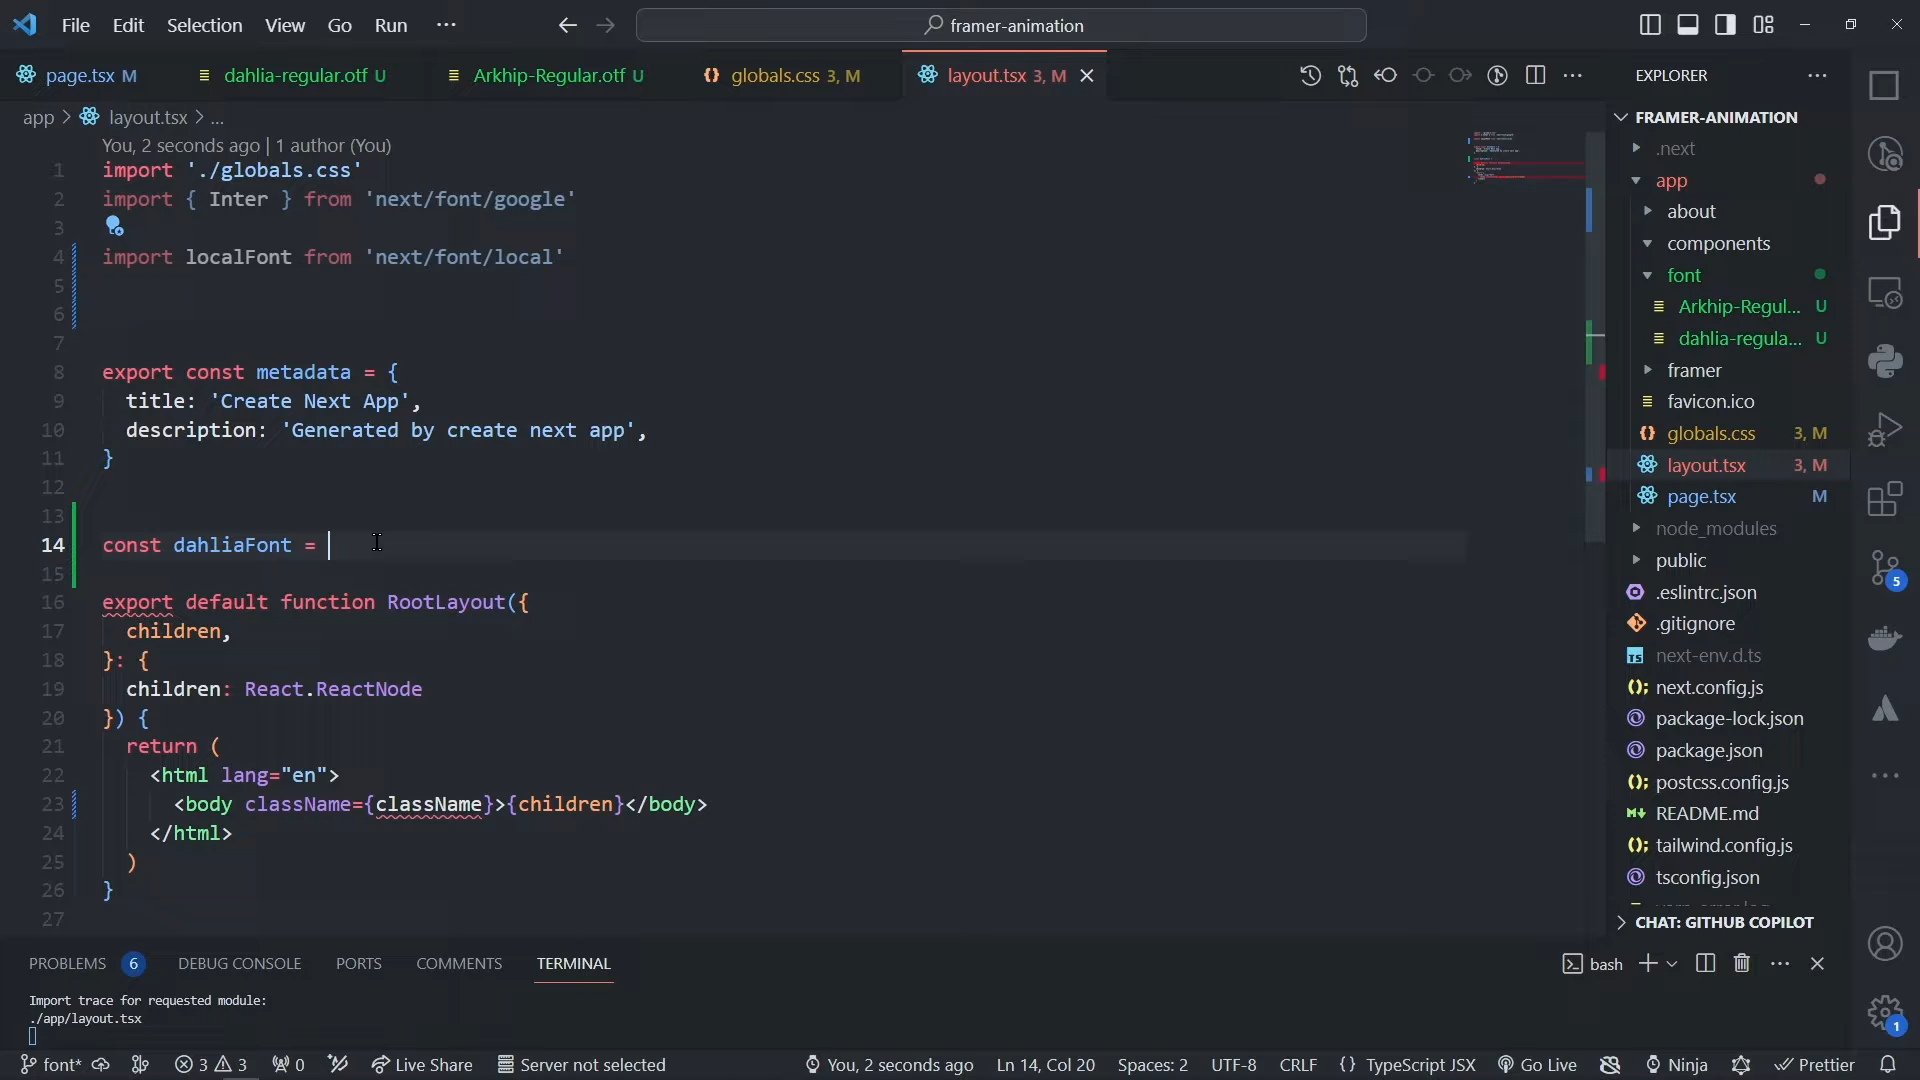 File Edit Selection View Go Run ···
framer-animation
page.tsx M dahlia-regular.otf U Arkhip-Regular.otf U globals.css 3, M layout.tsx 3, M
app > layout.tsx > ...
You, 2 seconds ago | 1 author (You)
1 import './globals.css'
2 import { Inter } from 'next/font/google'
3
4 import localFont from 'next/font/local'
5
6
7
8 export const metadata = {
9 title: 'Create Next App',
10 description: 'Generated by create next app',
11 }
12
13
14 const dahliaFont =
15
16 export default function RootLayout({
17 children,
18 }: {
19 children: React.ReactNode
20 }) {
21 return (
22 <html lang="en">
23 <body className={className}>{children}</body>
24 </html>
25 )
26 }
27
EXPLORER
FRAMER-ANIMATION
.next
app
about
components
font
Arkhip-Regul... U
dahlia-regula... U
framer
favicon.ico
globals.css 3, M
layout.tsx 3, M
page.tsx M
node_modules
public
.eslintrc.json
.gitignore
next-env.d.ts
next.config.js
package-lock.json
package.json
postcss.config.js
README.md
tailwind.config.js
tsconfig.json
CHAT: GITHUB COPILOT
5
1
PROBLEMS 6 DEBUG CONSOLE PORTS COMMENTS TERMINAL
bash
Import trace for requested module:
./app/layout.tsx
font* 3 3 0 Live Share Server not selected You, 2 seconds ago Ln 14, Col 20 Spaces: 2 UTF-8 CRLF {} TypeScript JSX Go Live Ninja Prettier